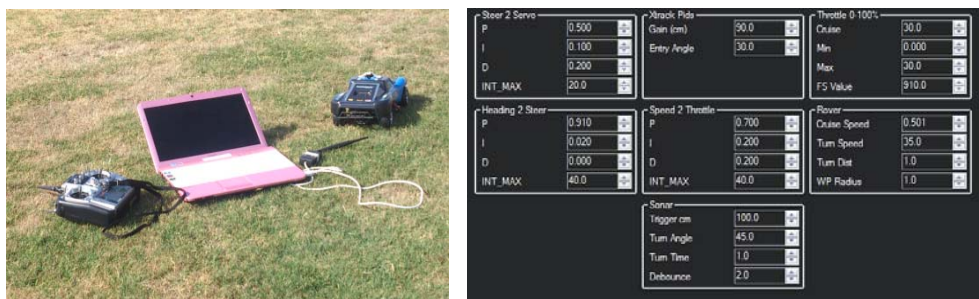 Steer 2 Servo
P 0.500
I 0.100
D 0.200
INT_MAX 20.0
Xtrack Pids
Gain (cm) 90.0
Entry Angle 30.0
Throttle 0-100%
Cruise 30.0
Min 0.000
Max 30.0
FS Value 910.0
Heading 2 Steer
P 0.910
I 0.020
D 0.000
INT_MAX 40.0
Speed 2 Throttle
P 0.700
I 0.200
D 0.200
INT_MAX 40.0
Rover
Cruise Speed 0.501
Turn Speed 35.0
Turn Dist 1.0
WP Radius 1.0
Sonar
Trigger cm 100.0
Turn Angle 45.0
Turn Time 1.0
Debounce 2.0